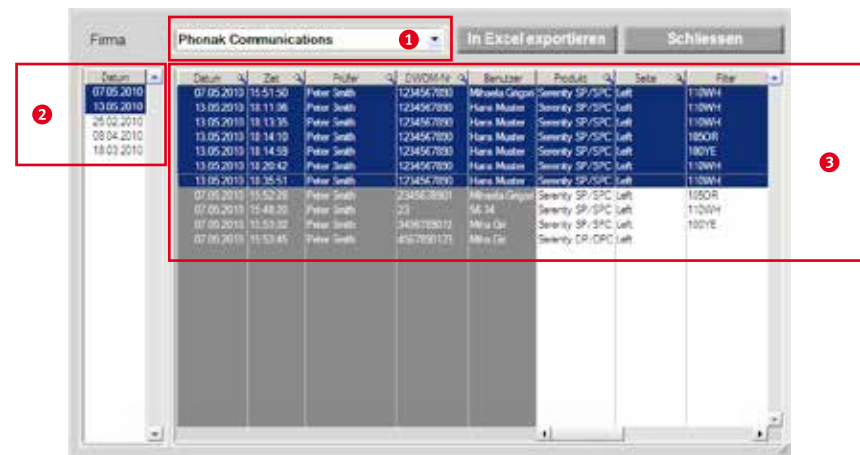 Firma Phonak Communications 1 In Excel exportieren Schliessen
2
3
Datum
07.05.2010
13.05.2010
25.02.2010
08.04.2010
18.03.2010
Datum Zeit Prüfer DWDM-Nr Benutzer Produkt Seite Filter
07.05.2010 15:51:50 Peter Smith 1234567890 Mihaela Grigori Serenity SP/SPC Left 110WH
13.05.2010 18:11:06 Peter Smith 1234567890 Hans Muster Serenity SP/SPC Left 110WH
13.05.2010 18:13:35 Peter Smith 1234567890 Hans Muster Serenity SP/SPC Left 110WH
13.05.2010 18:14:10 Peter Smith 1234567890 Hans Muster Serenity SP/SPC Left 105OR
13.05.2010 18:14:59 Peter Smith 1234567890 Hans Muster Serenity SP/SPC Left 100YE
13.05.2010 18:20:42 Peter Smith 1234567890 Hans Muster Serenity SP/SPC Left 110WH
13.05.2010 18:35:51 Peter Smith 1234567890 Hans Muster Serenity SP/SPC Left 110WH
07.05.2010 15:52:20 Peter Smith 2345678901 Serenity SP/SPC Left 105OR
07.05.2010 15:48:20 Peter Smith 23 Serenity SP/SPC Left 110WH
07.05.2010 Peter Smith 3456789012 Serenity SP/SPC Left 100YE
07.05.2010 15:53:45 Peter Smith 4567890123 Serenity DP/DPC Left